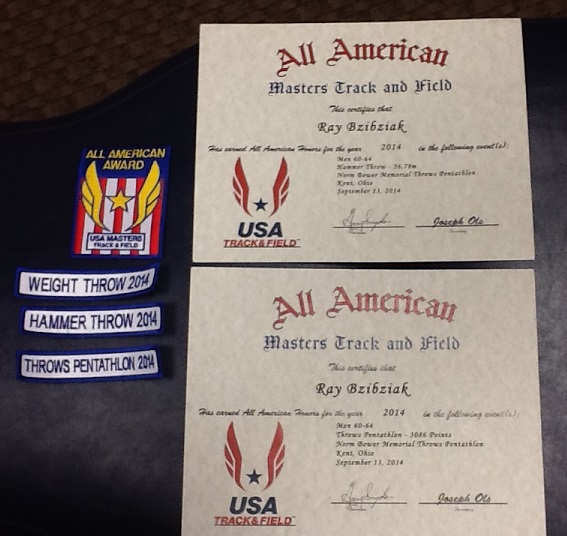 ALL AMERICAN
AWARD
USA MASTERS
TRACK & FIELD
WEIGHT THROW 2014
HAMMER THROW 2014
THROWS PENTATHLON 2014
All American
Masters Track and Field
This certifies that
Ray Bzibziak
Has earned All American Honors for the year 2014 in the following event(s):
Men 60-64
Hammer Throw - 36.78m
Norm Bower Memorial Throws Pentathlon
Kent, Ohio
September 13, 2014
USA
TRACK & FIELD
Joseph Ols
All American
Masters Track and Field
This certifies that
Ray Bzibziak
Has earned All American Honors for the year 2014 in the following event(s):
Men 60-64
Throws Pentathlon - 3086 Points
Norm Bower Memorial Throws Pentathlon
Kent, Ohio
September 13, 2014
USA
TRACK & FIELD
Joseph Ols